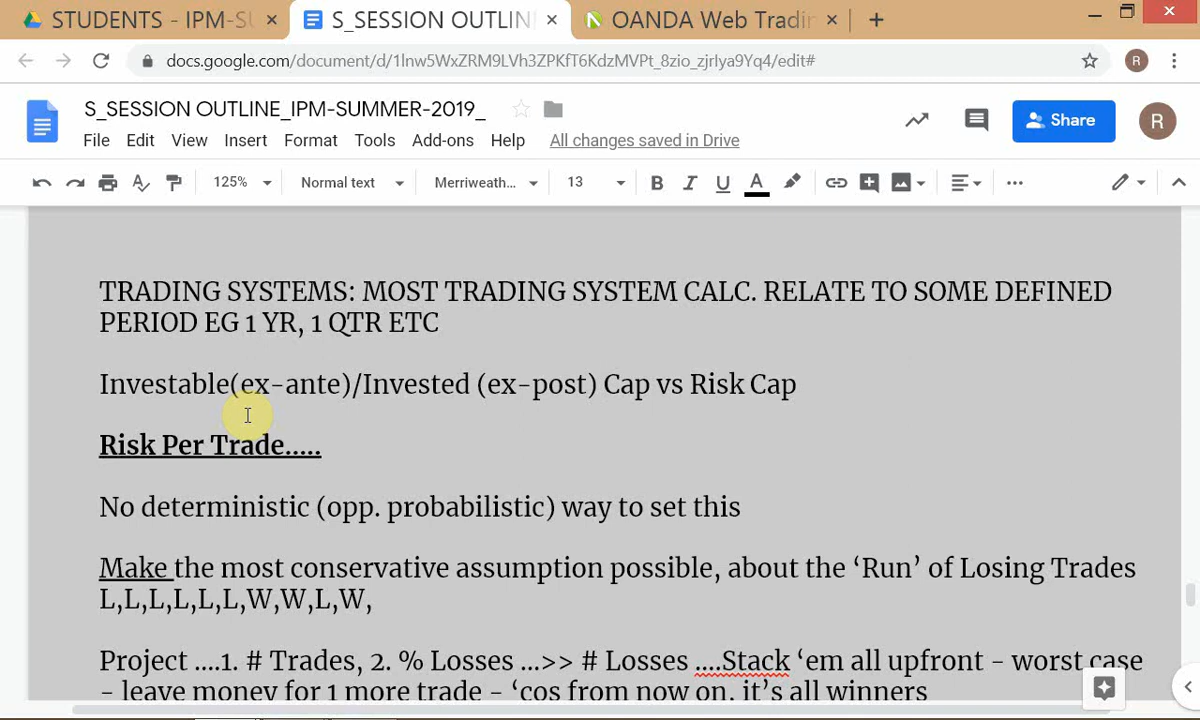 STUDENTS - IPM-SU
S_SESSION OUTLIN
OANDA Web Tradin
docs.google.com/document/d/1lnw5WxZRM9LVh3ZPKfT6KdzMVPt_8zio_zjrIya9Yq4/edit#
R
S_SESSION OUTLINE_IPM-SUMMER-2019_
Share
R
File Edit View Insert Format Tools Add-ons Help All changes saved in Drive
125% Normal text Merriweath... 13 B I U A
TRADING SYSTEMS: MOST TRADING SYSTEM CALC. RELATE TO SOME DEFINED
PERIOD EG 1 YR, 1 QTR ETC
Investable(ex-ante)/Invested (ex-post) Cap vs Risk Cap
Risk Per Trade.....
No deterministic (opp. probabilistic) way to set this
Make the most conservative assumption possible, about the ‘Run’ of Losing Trades
L,L,L,L,L,L,W,W,L,W,
Project ....1. # Trades, 2. % Losses ...>> # Losses ....Stack ‘em all upfront - worst case
- leave money for 1 more trade - ‘cos from now on, it’s all winners